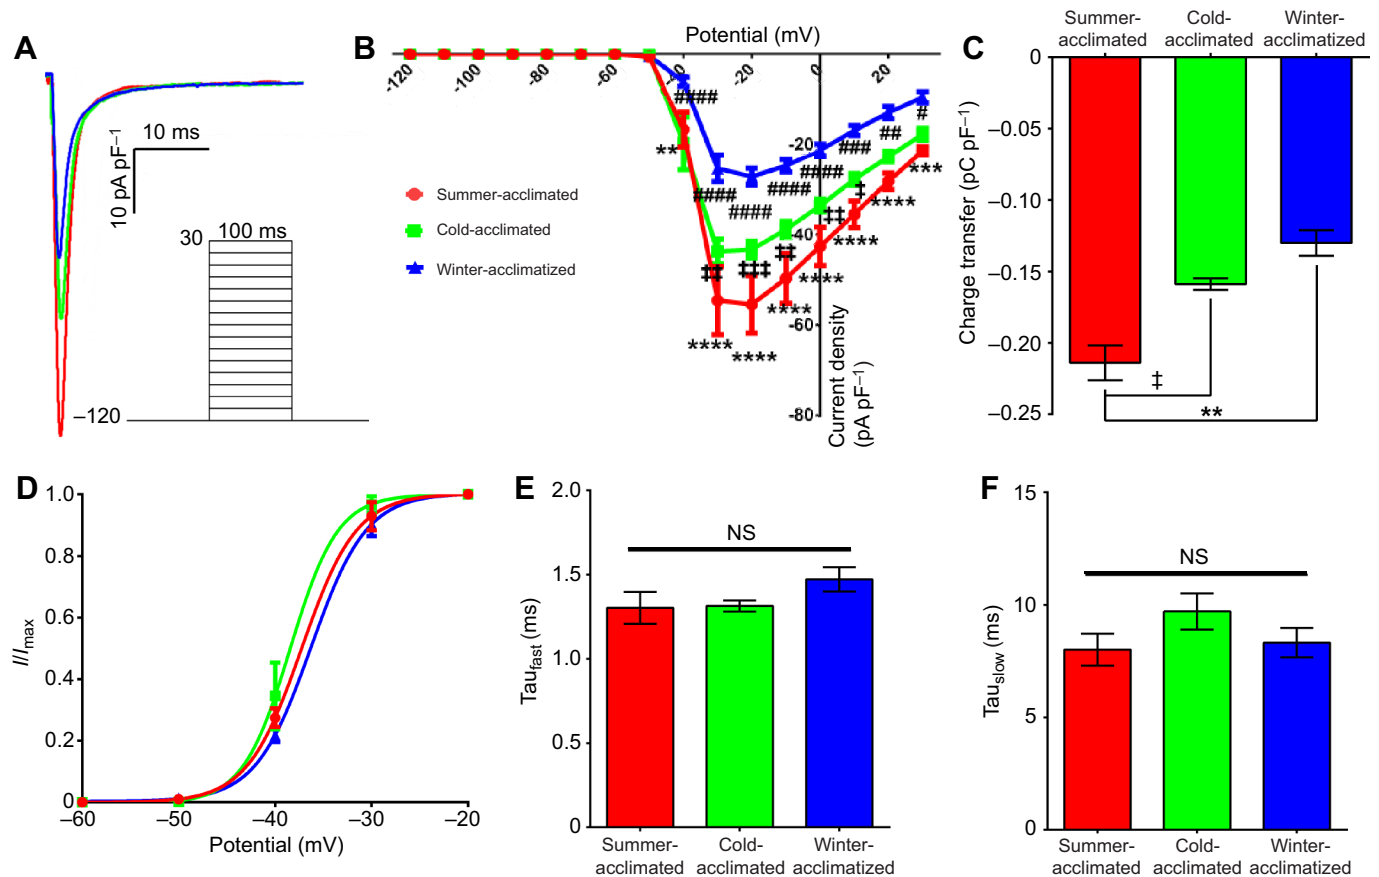 A
10 ms
10 pA pF–1
30
100 ms
–120
B
Potential (mV)
-120
-100
-80
-60
-40
-20
0
20
-20
-40
-60
-80
Current density
(pA pF–1)
Summer-acclimated
Cold-acclimated
Winter-acclimatized
####
**
####
####
####
####
###
##
#
‡‡
‡‡‡
‡‡
‡‡
‡
****
****
****
****
****
****
***
C
Summer-
acclimated
Cold-
acclimated
Winter-
acclimatized
Charge transfer (pC pF–1)
0
–0.05
–0.10
–0.15
–0.20
–0.25
‡
**
D
I/Imax
1.0
0.8
0.6
0.4
0.2
0
–60
–50
–40
–30
–20
Potential (mV)
E
Taufast (ms)
2.0
1.5
1.0
0.5
0
NS
Summer-
acclimated
Cold-
acclimated
Winter-
acclimatized
F
Tauslow (ms)
15
10
5
0
NS
Summer-
acclimated
Cold-
acclimated
Winter-
acclimatized